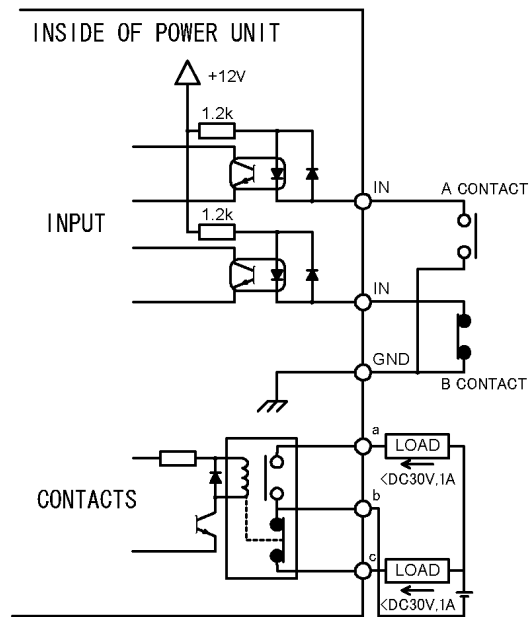 INSIDE OF POWER UNIT
+12V
1.2k
IN
A CONTACT
INPUT
1.2k
IN
GND
B CONTACT
a
LOAD
<DC30V,1A
CONTACTS
b
c
LOAD
<DC30V,1A